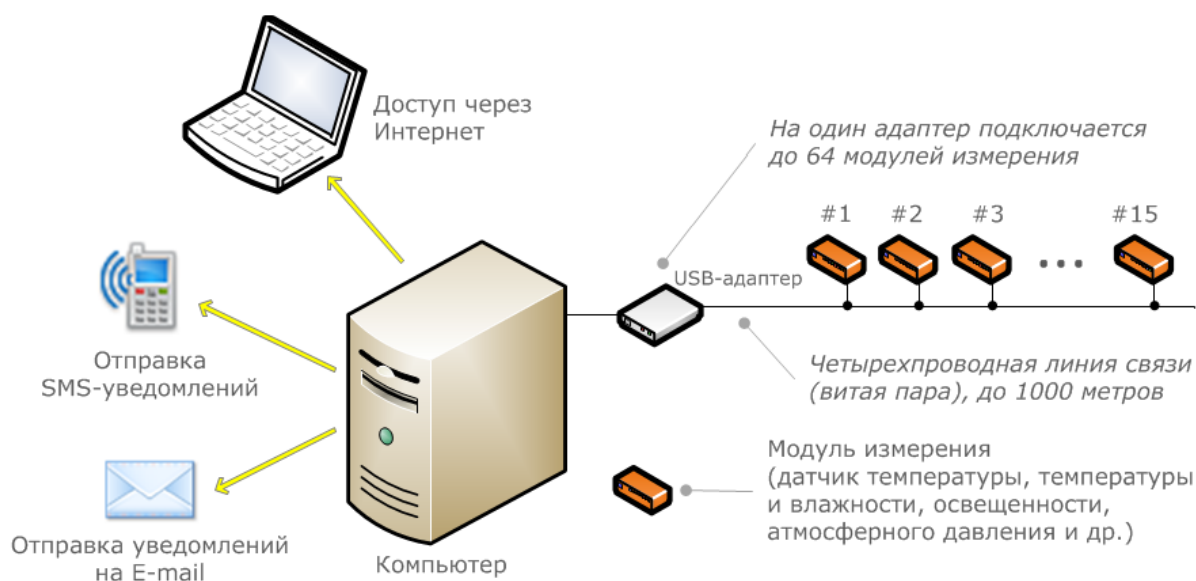 Доступ через
Интернет
На один адаптер подключается
до 64 модулей измерения
#1
#2
#3
#15
USB-адаптер
Отправка
SMS-уведомлений
Четырехпроводная линия связи
(витая пара), до 1000 метров
Модуль измерения
(датчик температуры, температуры
и влажности, освещенности,
атмосферного давления и др.)
Отправка уведомлений
на E-mail
Компьютер